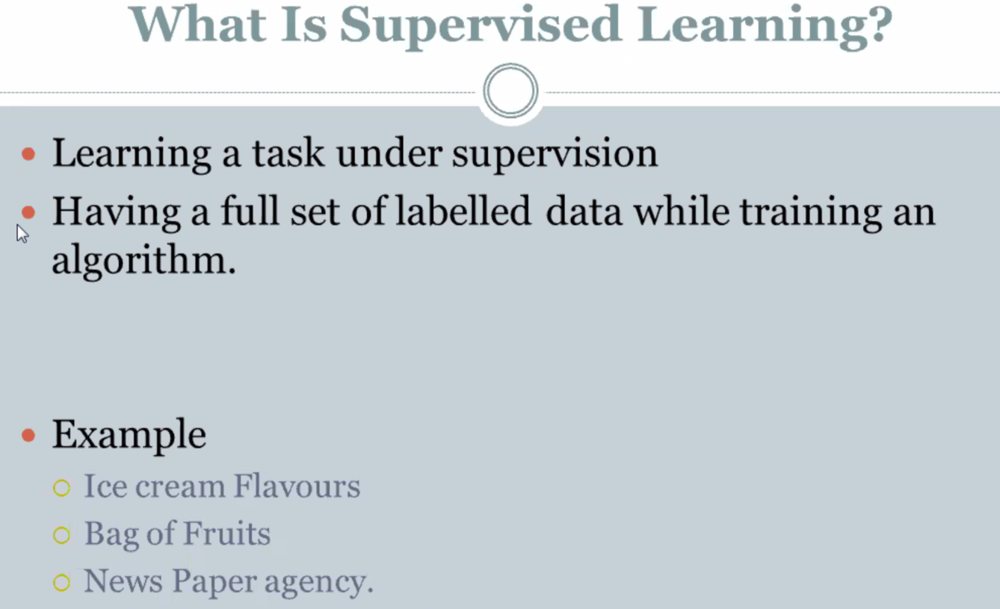 What Is Supervised Learning?
Learning a task under supervision
Having a full set of labelled data while training an
algorithm.
Example
Ice cream Flavours
Bag of Fruits
News Paper agency.